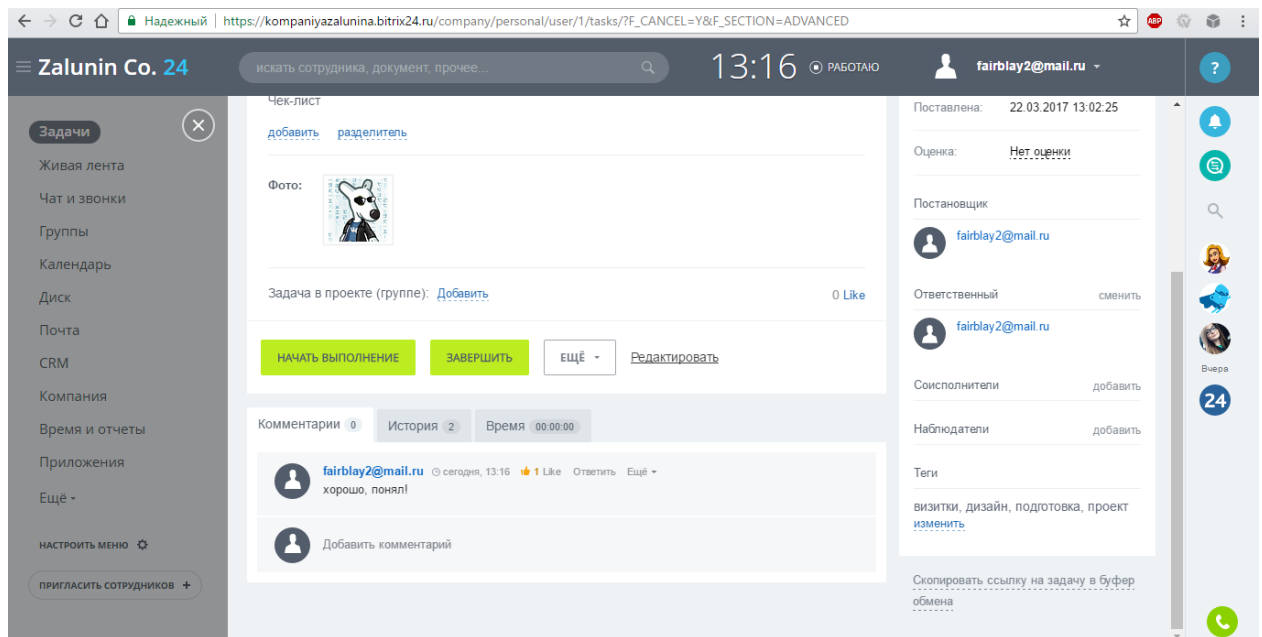 Надежный
https://kompaniyazalunina.bitrix24.ru/company/personal/user/1/tasks/?F_CANCEL=Y&F_SECTION=ADVANCED
ABP
Zalunin Co. 24
искать сотрудника, документ, прочее...
13:16
РАБОТАЮ
fairblay2@mail.ru
?
Задачи
Живая лента
Чат и звонки
Группы
Календарь
Диск
Почта
CRM
Компания
Время и отчеты
Приложения
Ещё
НАСТРОИТЬ МЕНЮ
ПРИГЛАСИТЬ СОТРУДНИКОВ +
Чек-лист
добавить разделитель
Фото:
Задача в проекте (группе): Добавить
0 Like
НАЧАТЬ ВЫПОЛНЕНИЕ
ЗАВЕРШИТЬ
ЕЩЁ
Редактировать
Комментарии 0
История 2
Время 00:00:00
fairblay2@mail.ru сегодня, 13:16 1 Like Ответить Ещё
хорошо, понял!
Добавить комментарий
Поставлена: 22.03.2017 13:02:25
Оценка: Нет оценки
Постановщик
fairblay2@mail.ru
Ответственный сменить
fairblay2@mail.ru
Соисполнители добавить
Наблюдатели добавить
Теги
визитки, дизайн, подготовка, проект
изменить
Скопировать ссылку на задачу в буфер
обмена
Вчера
24